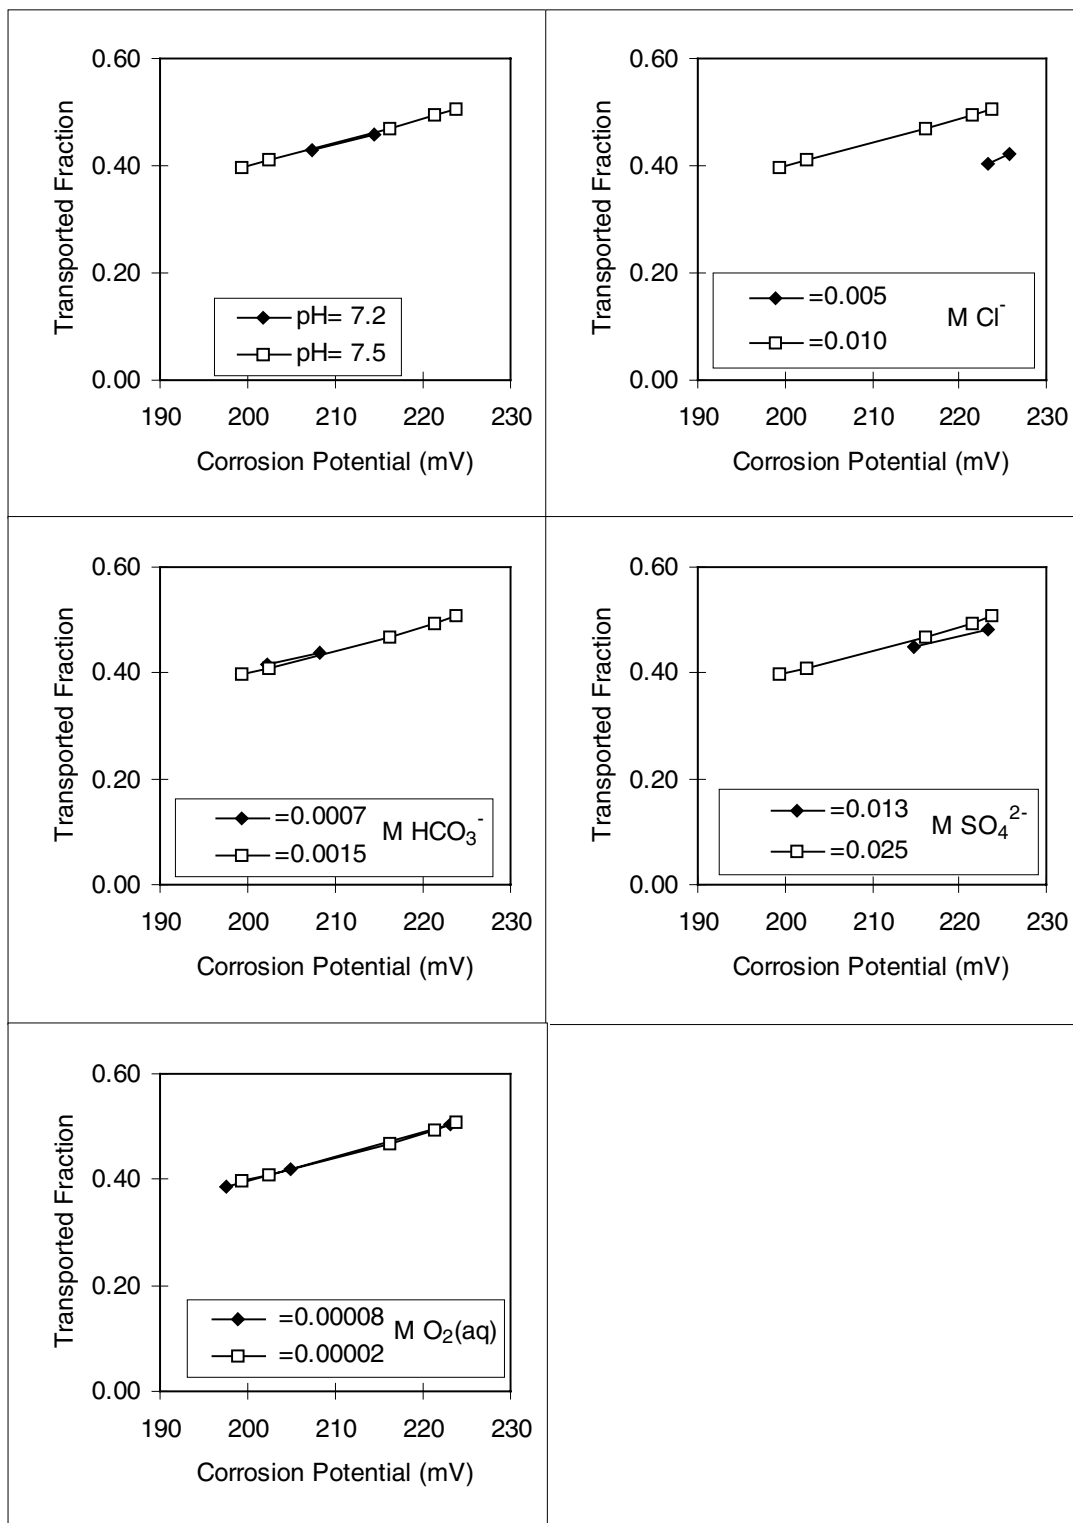 Transported Fraction
0.60
0.40
0.20
0.00
pH= 7.2
pH= 7.5
190 200 210 220 230
Corrosion Potential (mV)
Transported Fraction
0.60
0.40
0.20
0.00
=0.005
=0.010
M Cl⁻
190 200 210 220 230
Corrosion Potential (mV)
Transported Fraction
0.60
0.40
0.20
0.00
=0.0007
=0.0015
M HCO₃⁻
190 200 210 220 230
Corrosion Potential (mV)
Transported Fraction
0.60
0.40
0.20
0.00
=0.013
=0.025
M SO₄²⁻
190 200 210 220 230
Corrosion Potential (mV)
Transported Fraction
0.60
0.40
0.20
0.00
=0.00008
=0.00002
M O₂(aq)
190 200 210 220 230
Corrosion Potential (mV)